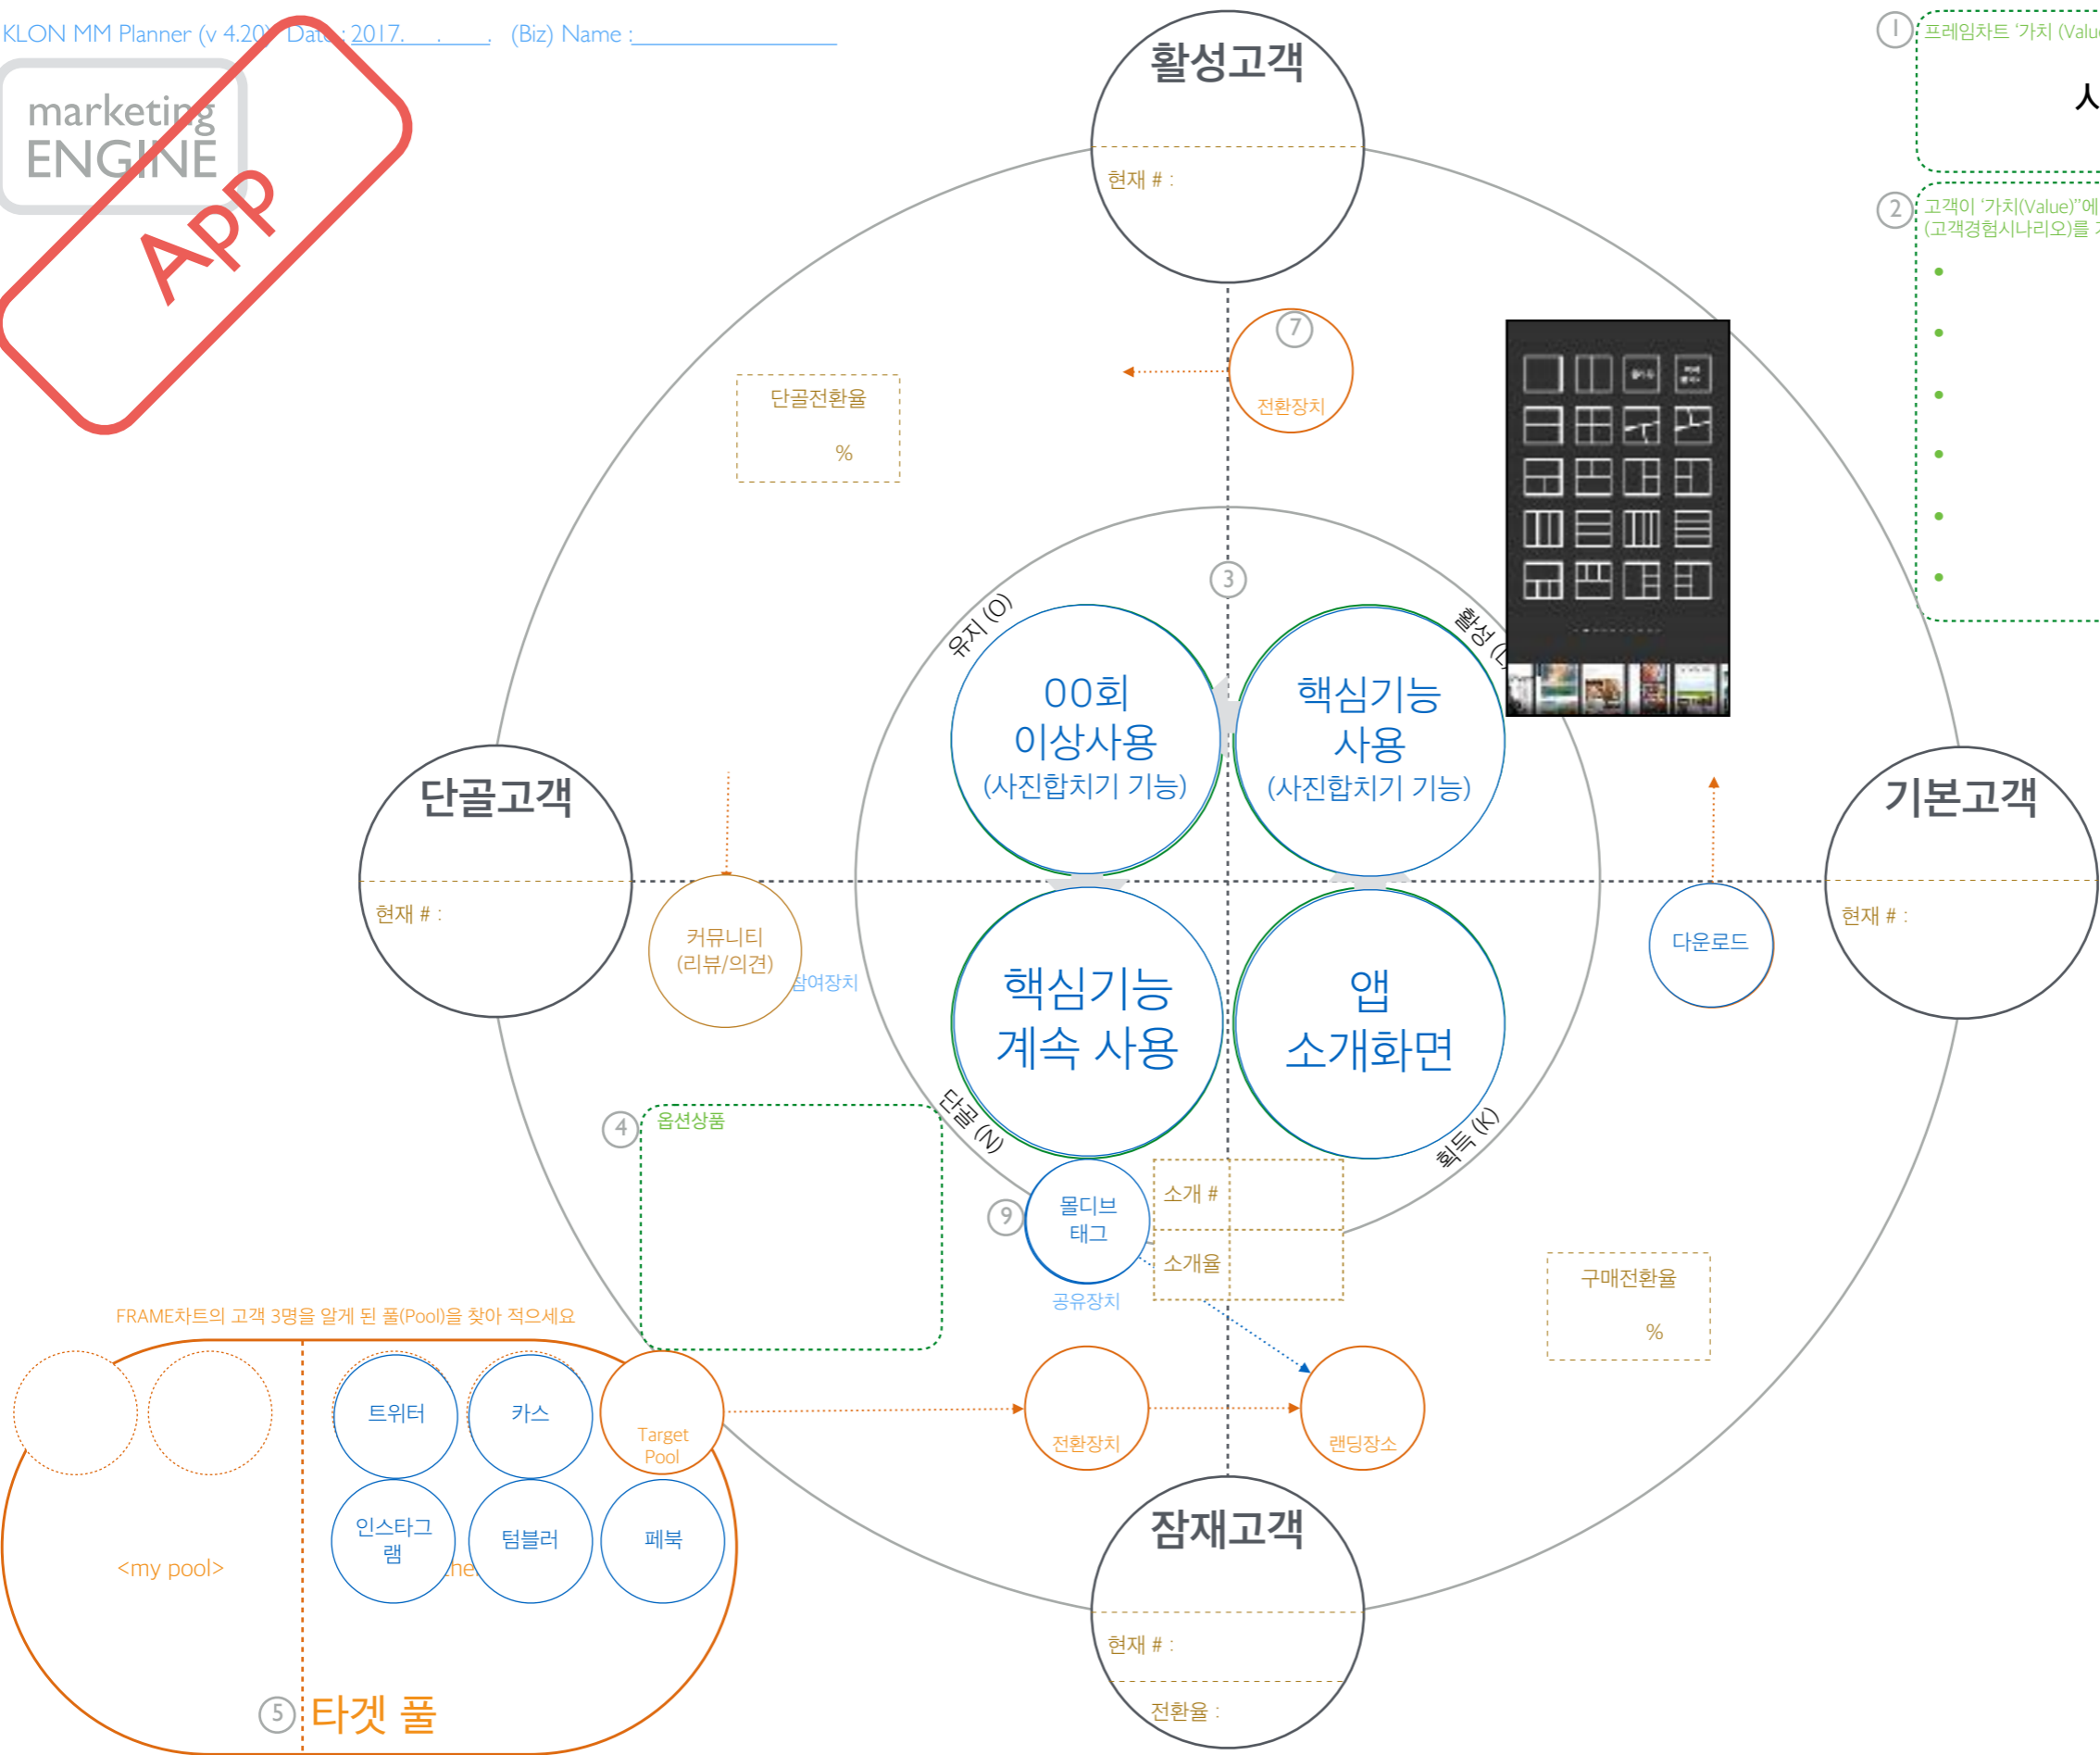 KLON MM Planner (v 4.20) Date : 2017. . . (Biz) Name :
marketing
ENGINE
APP
활성고객
현재 # :
1
프레임차트 ‘가치 (Value
사
2
고객이 ‘가치(Value)”에
(고객경험시나리오)를
7
전환장치
단골전환율
%
3
유지 (O)
활성 (L)
00회
이상사용
(사진합치기 기능)
핵심기능
사용
(사진합치기 기능)
단골고객
현재 # :
기본고객
현재 # :
커뮤니티
(리뷰/의견)
참여장치
다운로드
핵심기능
계속 사용
앱
소개화면
단골 (N)
획득 (K)
4
옵션상품
9
몰디브
태그
공유장치
소개 #
소개율
구매전환율
%
FRAME차트의 고객 3명을 알게 된 풀(Pool)을 찾아 적으세요
트위터
카스
Target
Pool
전환장치
랜딩장소
인스타그
램
텀블러
페북
<my pool>
5
타겟 풀
잠재고객
현재 # :
전환율 :